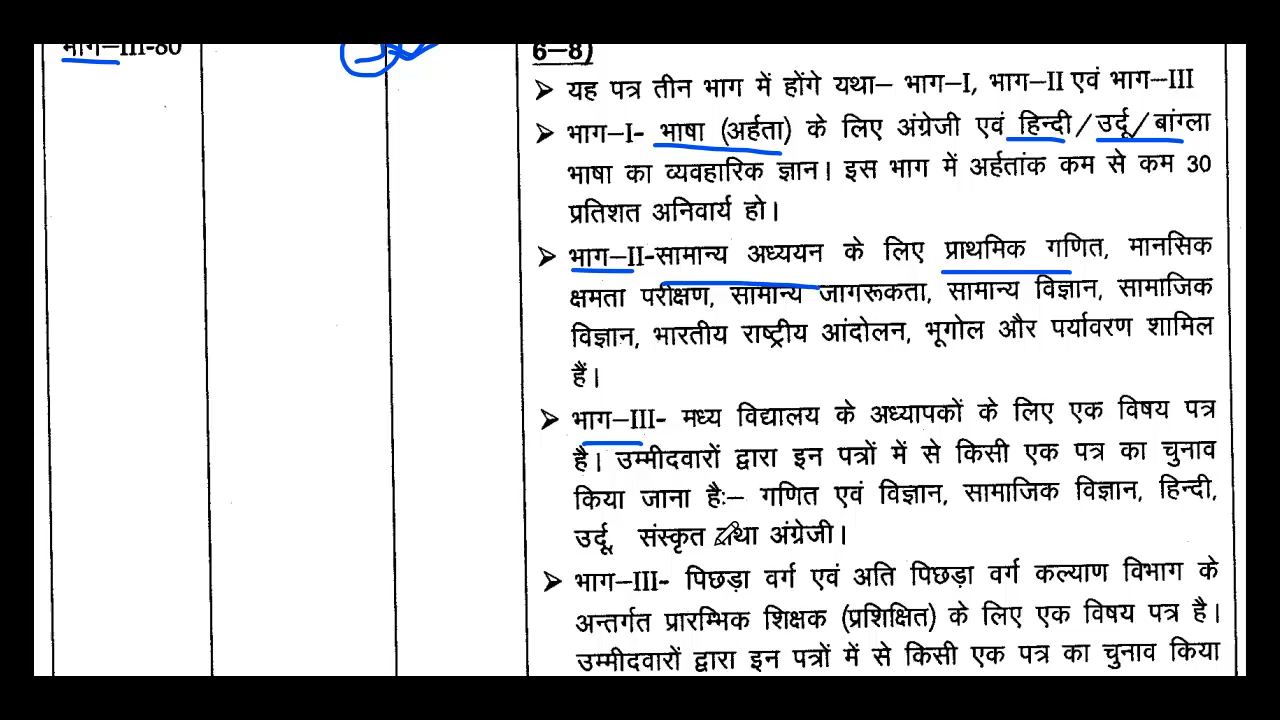 भाग–III-80
6–8)
➤ यह पत्र तीन भाग में होंगे यथा– भाग–I, भाग–II एवं भाग–III
➤ भाग–I- भाषा (अर्हता) के लिए अंग्रेजी एवं हिन्दी/उर्दू/बांग्ला
भाषा का व्यवहारिक ज्ञान। इस भाग में अर्हतांक कम से कम 30
प्रतिशत अनिवार्य हो।
➤ भाग–II-सामान्य अध्ययन के लिए प्राथमिक गणित, मानसिक
क्षमता परीक्षण, सामान्य जागरूकता, सामान्य विज्ञान, सामाजिक
विज्ञान, भारतीय राष्ट्रीय आंदोलन, भूगोल और पर्यावरण शामिल
हैं।
➤ भाग–III- मध्य विद्यालय के अध्यापकों के लिए एक विषय पत्र
है। उम्मीदवारों द्वारा इन पत्रों में से किसी एक पत्र का चुनाव
किया जाना हैः– गणित एवं विज्ञान, सामाजिक विज्ञान, हिन्दी,
उर्दू, संस्कृत तथा अंग्रेजी।
➤ भाग–III- पिछड़ा वर्ग एवं अति पिछड़ा वर्ग कल्याण विभाग के
अन्तर्गत प्रारम्भिक शिक्षक (प्रशिक्षित) के लिए एक विषय पत्र है।
उम्मीदवारों द्वारा इन पत्रों में से किसी एक पत्र का चुनाव किया